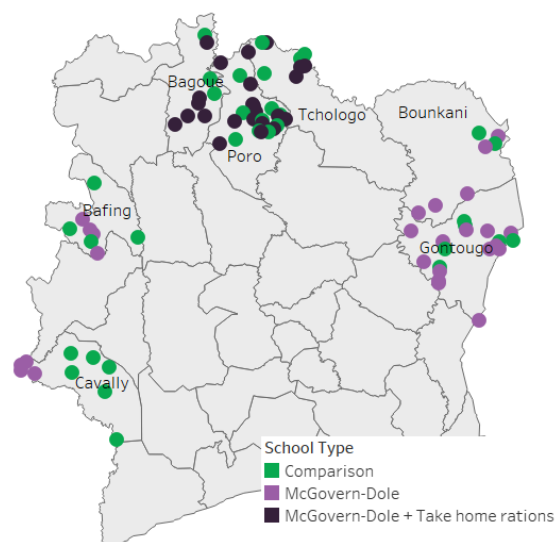 Bagoue
Tchologo
Bounkani
Poro
Bafing
Gontougo
Cavally
School Type
Comparison
McGovern-Dole
McGovern-Dole + Take home rations